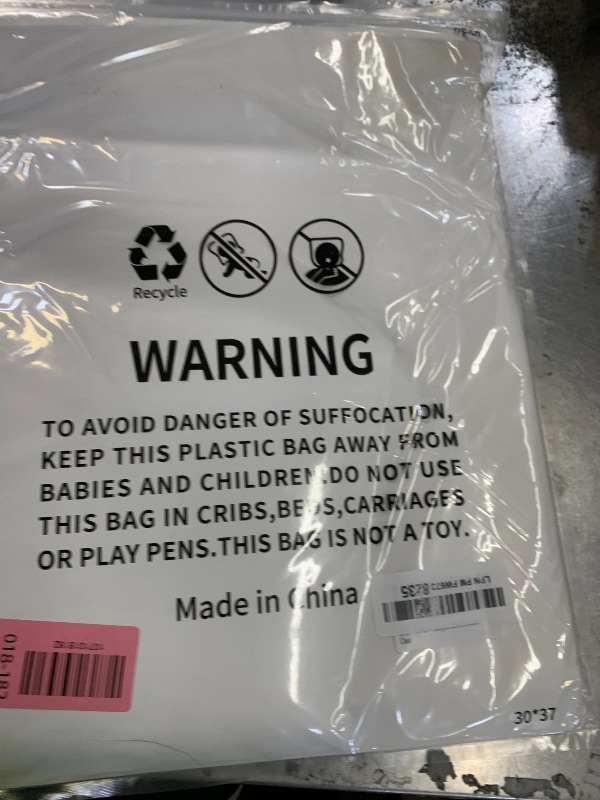 Recycle
WARNING
TO AVOID DANGER OF SUFFOCATION,
KEEP THIS PLASTIC BAG AWAY FROM
BABIES AND CHILDREN.DO NOT USE
THIS BAG IN CRIBS,BEDS,CARRIAGES
OR PLAY PENS.THIS BAG IS NOT A TOY.
Made in China
8235
30*37